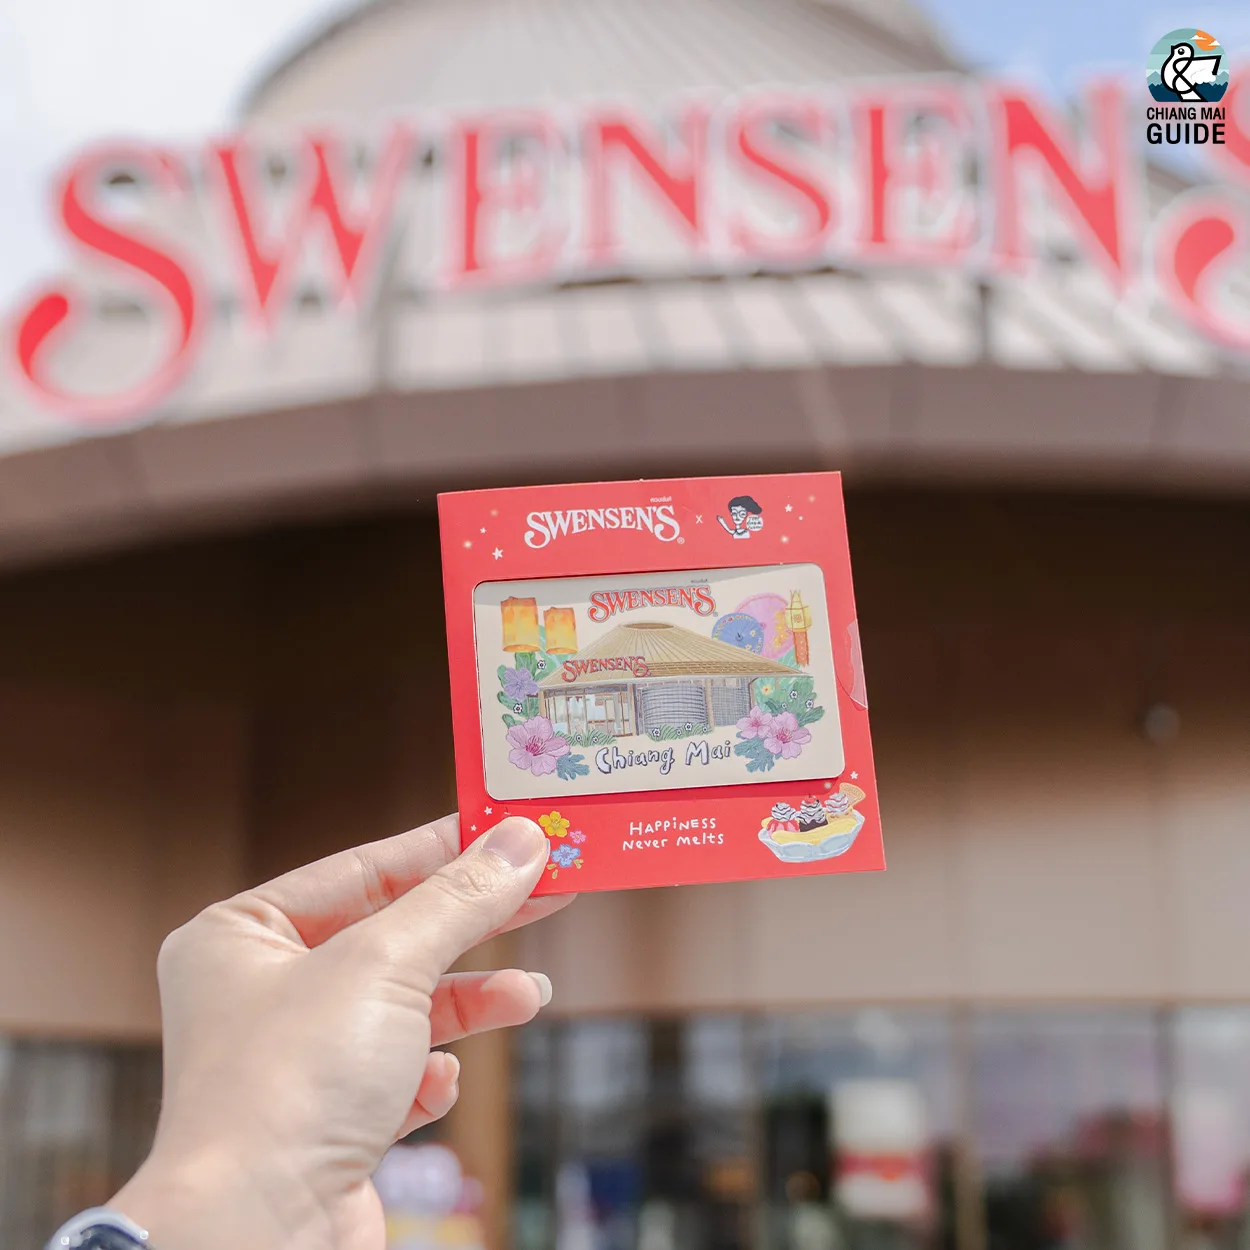 CHIANG MAI
GUIDE
SWENSEN'S
SWENSEN'S x
SWENSEN'S
SWENSEN'S
Chiang Mai
HAPPINESS
Never melts